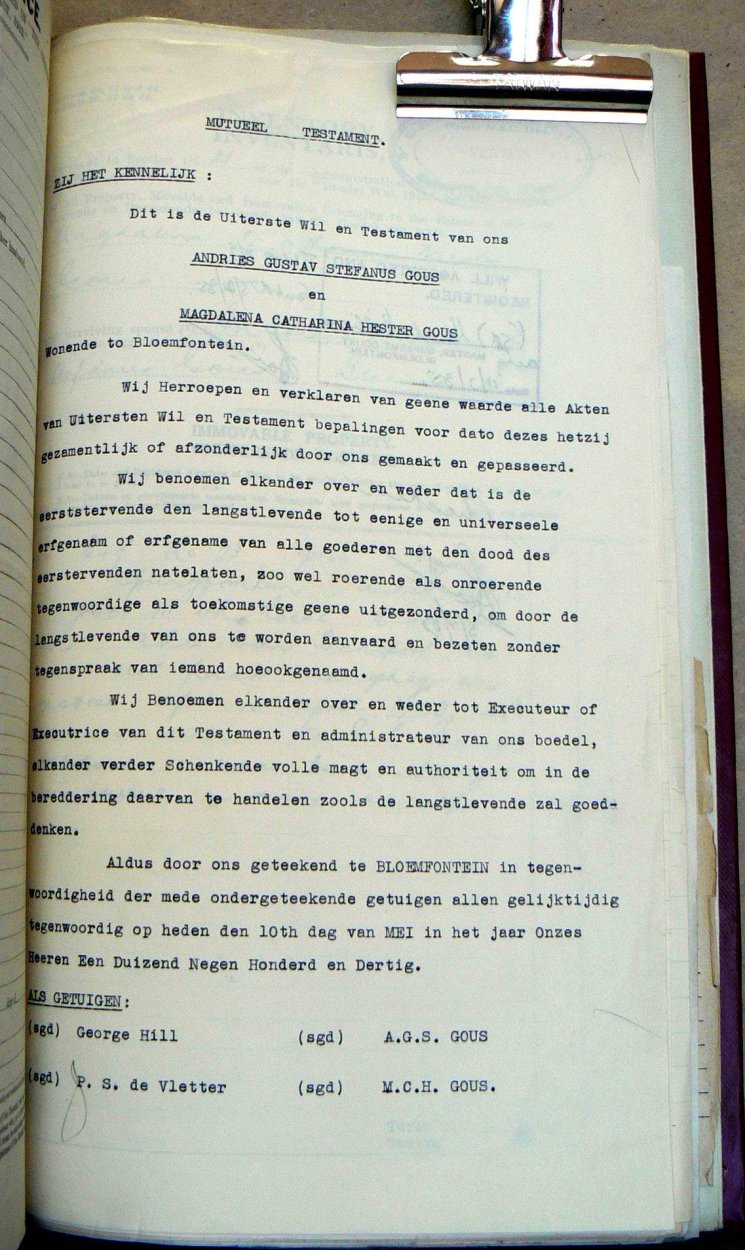 TAIWAN
MUTUEEL TESTAMENT.
ZIJ HET KENNELIJK :
Dit is de Uiterste Wil en Testament van ons
ANDRIES GUSTAV STEFANUS GOUS
en
MAGDALENA CATHARINA HESTER GOUS
Wonende to Bloemfontein.
Wij Herroepen en verklaren van geene waarde alle Akten
van Uitersten Wil en Testament bepalingen voor dato dezes hetzij
gezamentlijk of afzonderlijk door ons gemaakt en gepasseerd.
Wij benoemen elkander over en weder dat is de
eerststervende den langstlevende tot eenige en universeele
erfgenaam of erfgename van alle goederen met den dood des
eerstervenden natelaten, zoo wel roerende als onroerende
tegenwoordige als toekomstige geene uitgezonderd, om door de
langstlevende van ons te worden aanvaard en bezeten zonder
tegenspraak van iemand hoeookgenaamd.
Wij Benoemen elkander over en weder tot Executeur of
Executrice van dit Testament en administrateur van ons boedel,
elkander verder Schenkende volle magt en authoriteit om in de
bereddering daarvan te handelen zools de langstlevende zal goed-
denken.
Aldus door ons geteekend te BLOEMFONTEIN in tegen-
woordigheid der mede ondergeteekende getuigen allen gelijktijdig
tegenwoordig op heden den 10th dag van MEI in het jaar Onzes
Heeren Een Duizend Negen Honderd en Dertig.
ALS GETUIGEN:
(sgd) George Hill (sgd) A.G.S. GOUS
(sgd) P. S. de Vletter (sgd) M.C.H. GOUS.